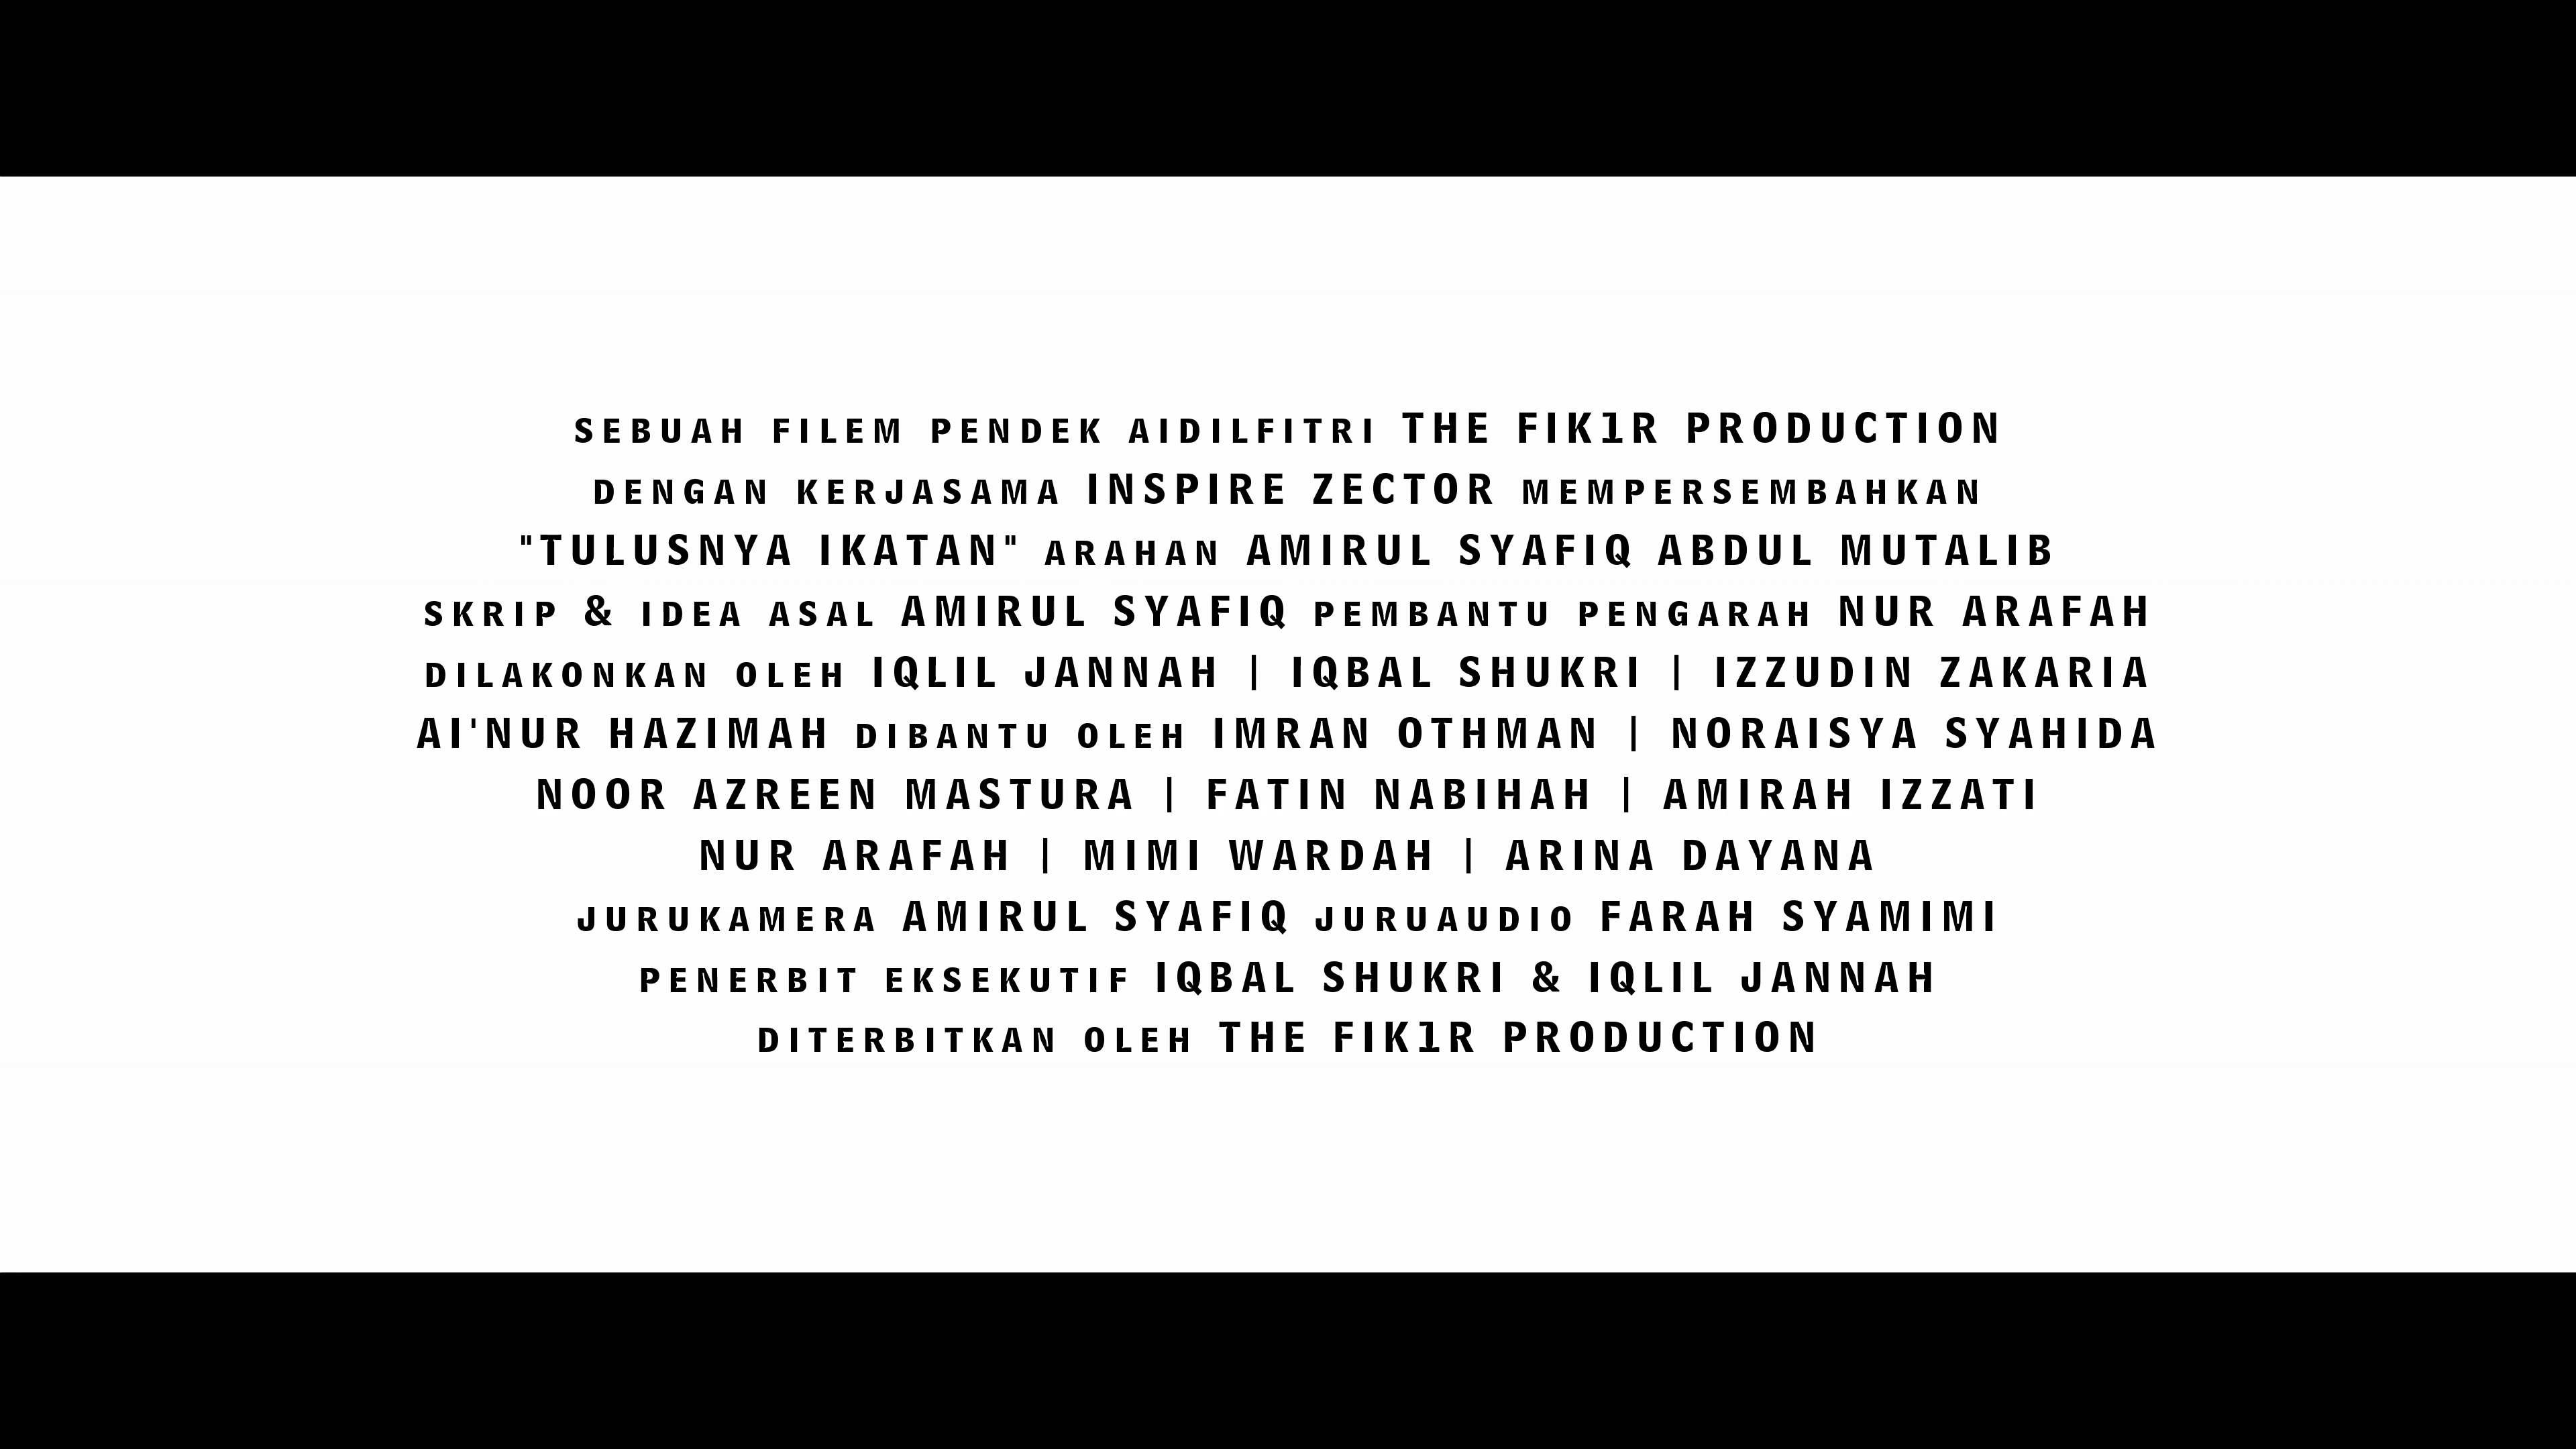 SEBUAH FILEM PENDEK AIDILFITRI THE FIK1R PRODUCTION
DENGAN KERJASAMA INSPIRE ZECTOR MEMPERSEMBAHKAN
"TULUSNYA IKATAN" ARAHAN AMIRUL SYAFIQ ABDUL MUTALIB
SKRIP & IDEA ASAL AMIRUL SYAFIQ PEMBANTU PENGARAH NUR ARAFAH
DILAKONKAN OLEH IQLIL JANNAH | IQBAL SHUKRI | IZZUDIN ZAKARIA
AI'NUR HAZIMAH DIBANTU OLEH IMRAN OTHMAN | NORAISYA SYAHIDA
NOOR AZREEN MASTURA | FATIN NABIHAH | AMIRAH IZZATI
NUR ARAFAH | MIMI WARDAH | ARINA DAYANA
JURUKAMERA AMIRUL SYAFIQ JURUAUDIO FARAH SYAMIMI
PENERBIT EKSEKUTIF IQBAL SHUKRI & IQLIL JANNAH
DITERBITKAN OLEH THE FIK1R PRODUCTION